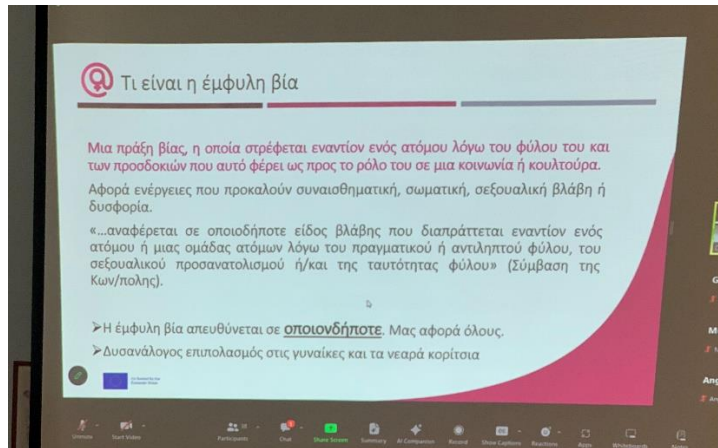 Τι είναι η έμφυλη βία
Μια πράξη βίας, η οποία στρέφεται εναντίον ενός ατόμου λόγω του φύλου του και
των προσδοκιών που αυτό φέρει ως προς το ρόλο του σε μια κοινωνία ή κουλτούρα.
Αφορά ενέργειες που προκαλούν συναισθηματική, σωματική, σεξουαλική βλάβη ή
δυσφορία.
«...αναφέρεται σε οποιοδήποτε είδος βλάβης που διαπράττεται εναντίον ενός
ατόμου ή μιας ομάδας ατόμων λόγω του πραγματικού ή αντιληπτού φύλου, του
σεξουαλικού προσανατολισμού ή/και της ταυτότητας φύλου» (Σύμβαση της
Κων/πολης).
➢Η έμφυλη βία απευθύνεται σε οποιονδήποτε. Μας αφορά όλους.
➢Δυσανάλογος επιπολασμός στις γυναίκες και τα νεαρά κορίτσια
Unmute Start Video Participants Chat Share Screen Summary AI Companion Record Show Captions Reactions Apps Whiteboards Notes